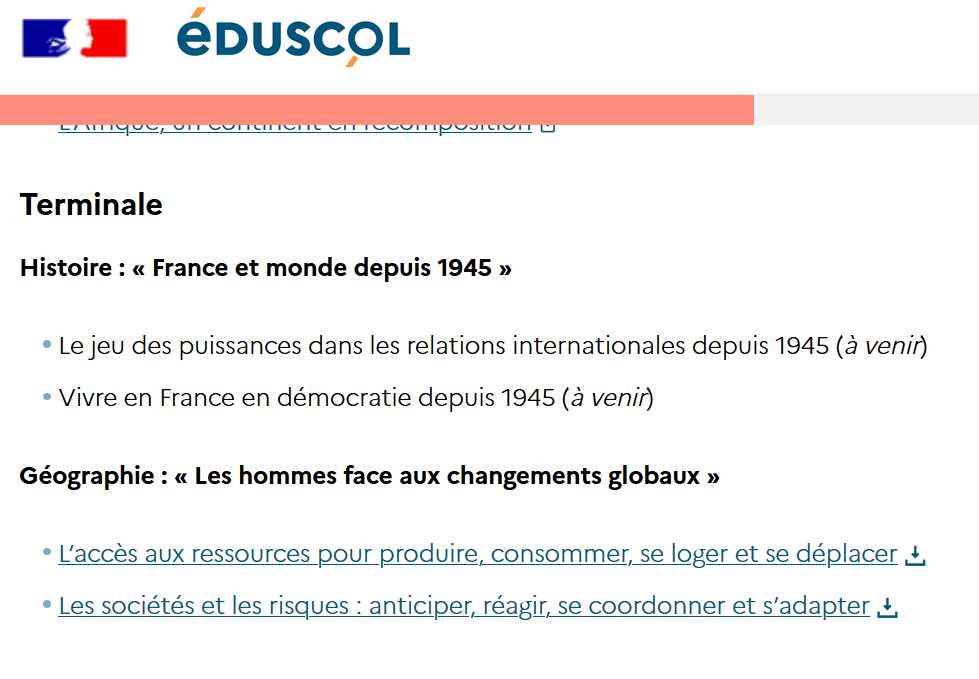 éDUSCOL
L'Afrique, un continent en recomposition
Terminale
Histoire : « France et monde depuis 1945 »
Le jeu des puissances dans les relations internationales depuis 1945 (à venir)
Vivre en France en démocratie depuis 1945 (à venir)
Géographie : « Les hommes face aux changements globaux »
L’accès aux ressources pour produire, consommer, se loger et se déplacer
Les sociétés et les risques : anticiper, réagir, se coordonner et s’adapter